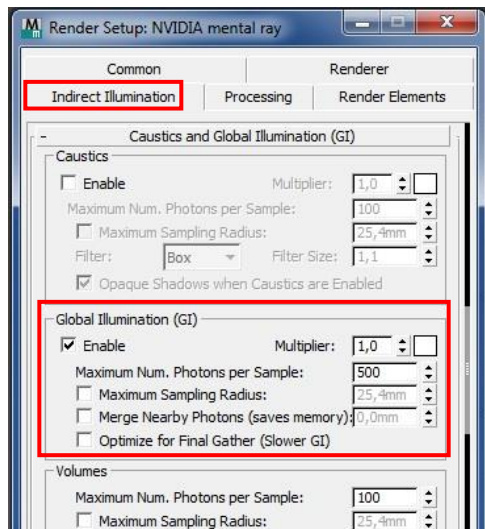 Render Setup: NVIDIA mental ray
Common Renderer
Indirect Illumination Processing Render Elements
- Caustics and Global Illumination (GI)
Caustics
Enable Multiplier: 1,0
Maximum Num. Photons per Sample: 100
Maximum Sampling Radius: 25,4mm
Filter: Box Filter Size: 1,1
Opaque Shadows when Caustics are Enabled
Global Illumination (GI)
Enable Multiplier: 1,0
Maximum Num. Photons per Sample: 500
Maximum Sampling Radius: 25,4mm
Merge Nearby Photons (saves memory): 0,0mm
Optimize for Final Gather (Slower GI)
Volumes
Maximum Num. Photons per Sample: 100
Maximum Sampling Radius: 25,4mm